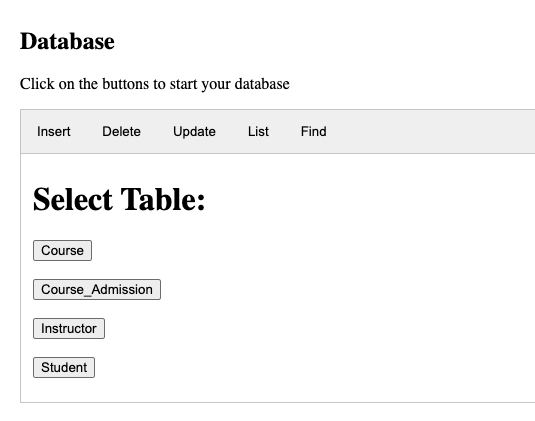 Database
Click on the buttons to start your database
Insert Delete Update List Find
Select Table:
Course
Course_Admission
Instructor
Student